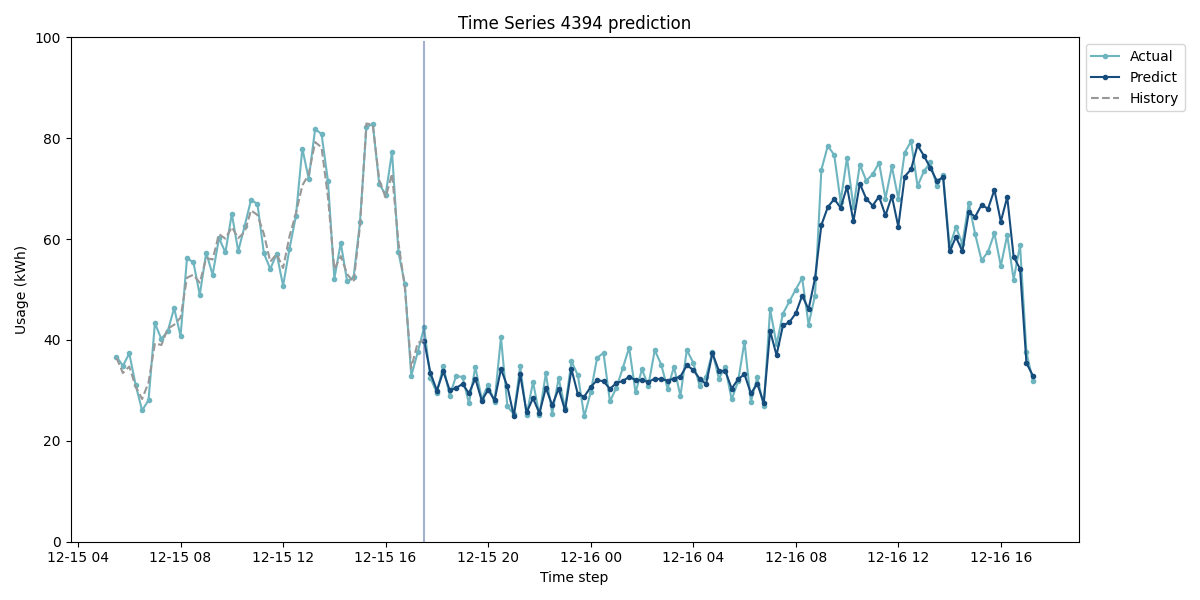 Time Series 4394 prediction
Usage (kWh)
100
80
60
40
20
0
12-15 04
12-15 08
12-15 12
12-15 16
12-15 20
12-16 00
12-16 04
12-16 08
12-16 12
12-16 16
Time step
Actual
Predict
History